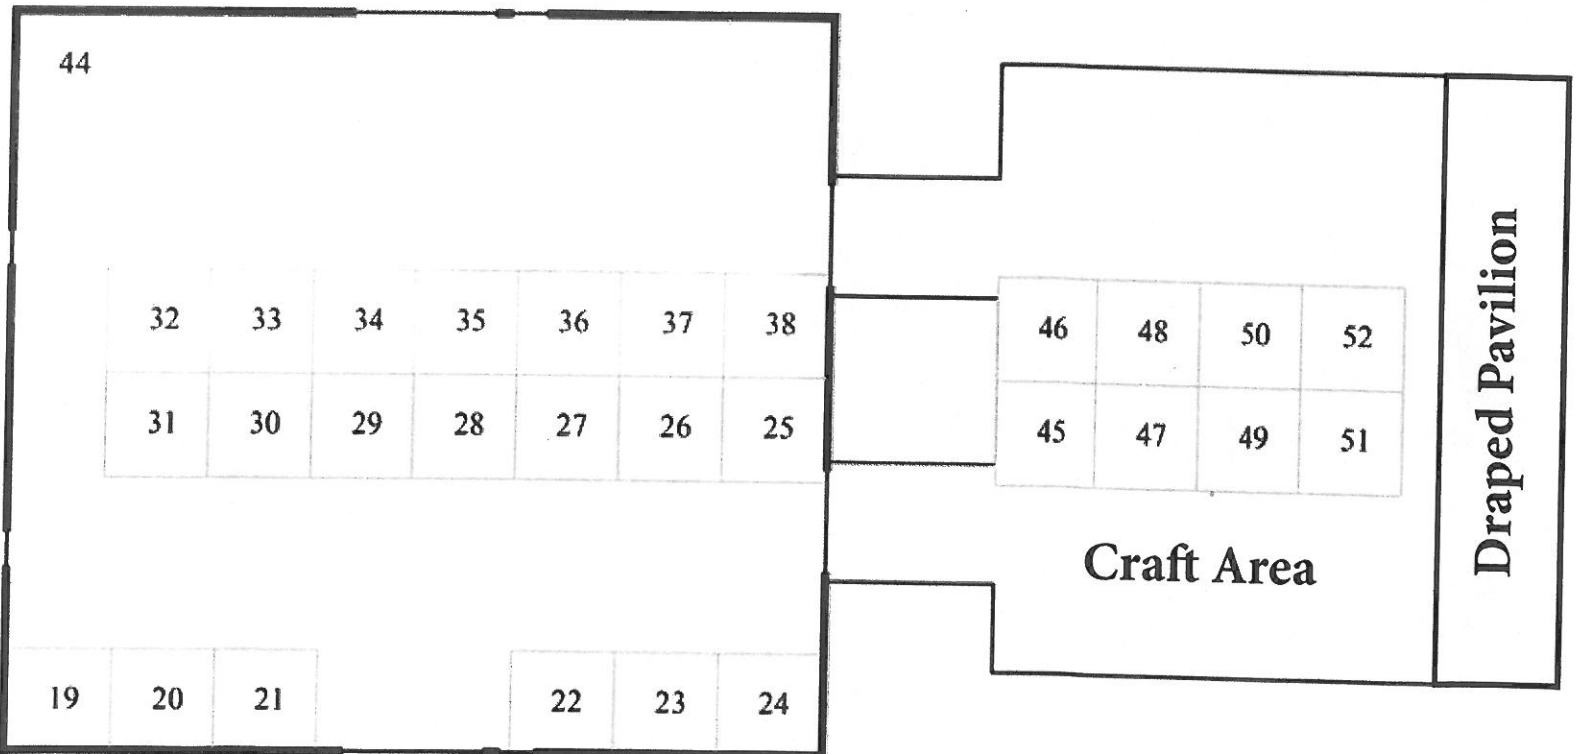 44
32 33 34 35 36 37 38
31 30 29 28 27 26 25
46 48 50 52
45 47 49 51
Craft Area
Draped Pavilion
19 20 21 22 23 24